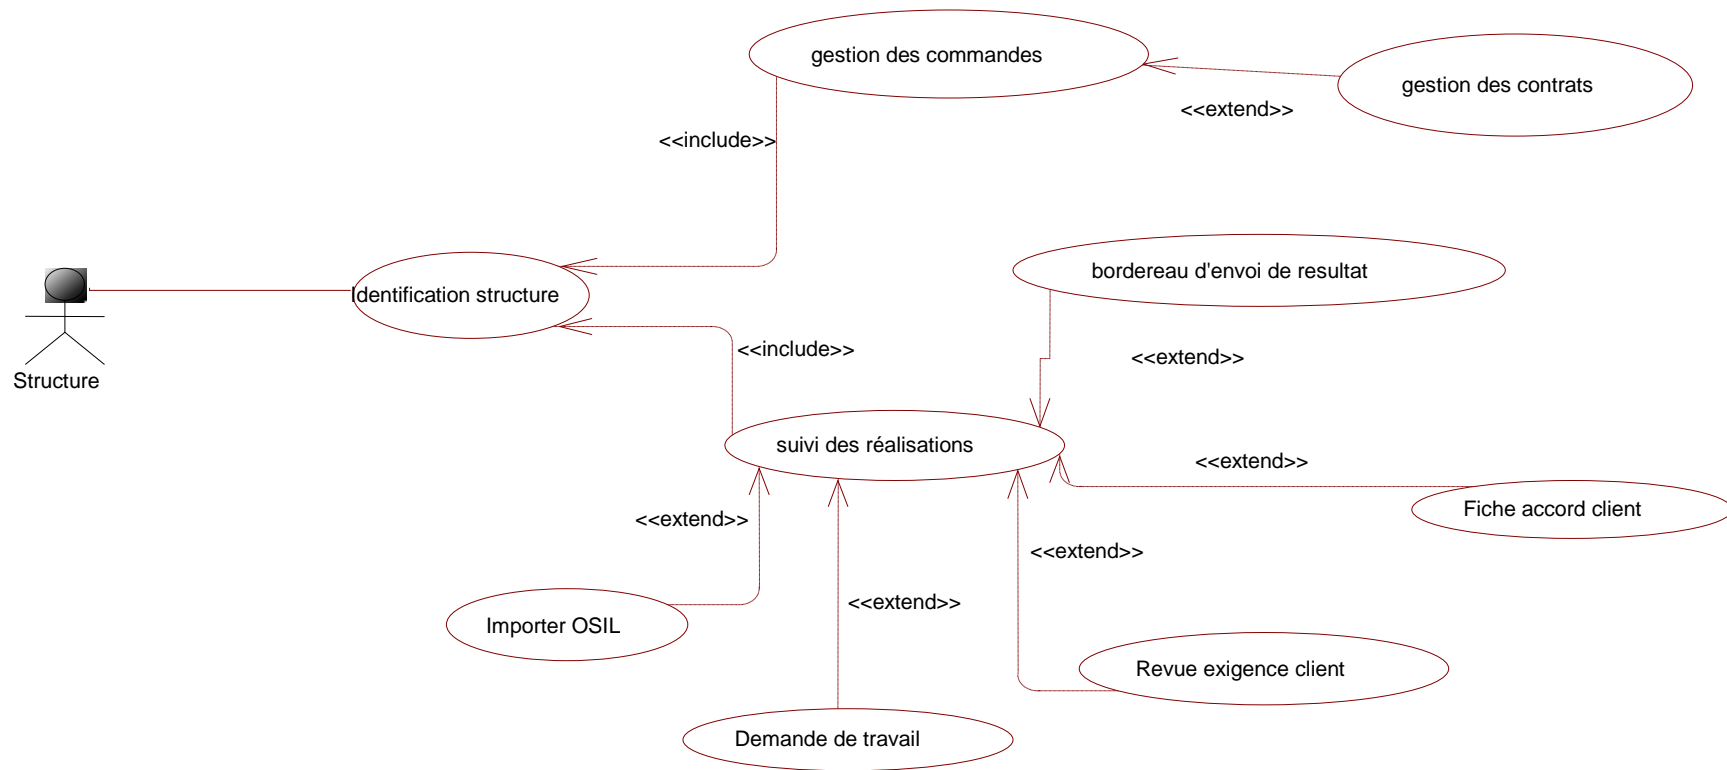 gestion des commandes
gestion des contrats
<<extend>>
<<include>>
bordereau d'envoi de resultat
Identification structure
<<include>>
<<extend>>
Structure
suivi des réalisations
<<extend>>
Fiche accord client
<<extend>>
<<extend>>
<<extend>>
Importer OSIL
Revue exigence client
Demande de travail